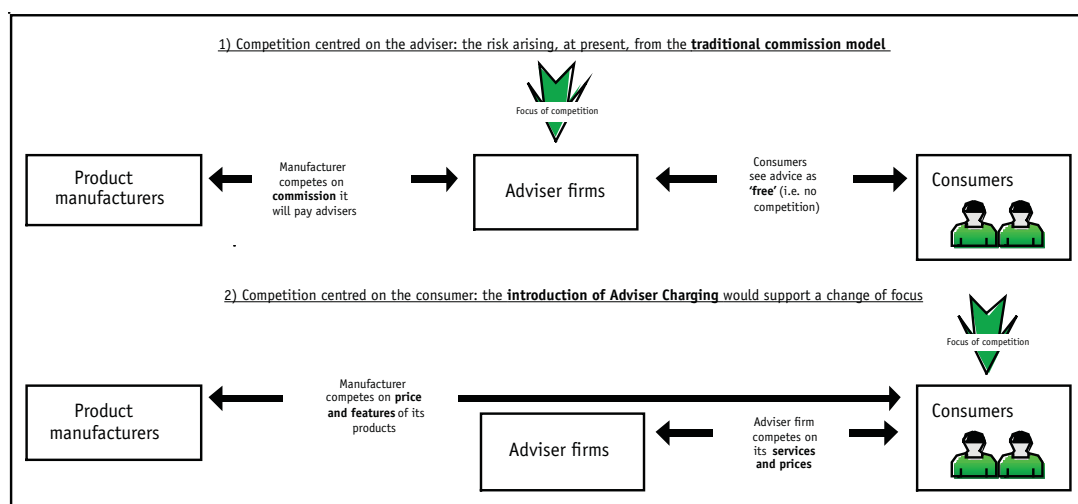 1) Competition centred on the adviser: the risk arising, at present, from the traditional commission model
Focus of competition
Product
manufacturers
Manufacturer
competes on
commission it
will pay advisers
Adviser firms
Consumers
see advice as
'free' (i.e. no
competition)
Consumers
2) Competition centred on the consumer: the introduction of Adviser Charging would support a change of focus
Focus of competition
Product
manufacturers
Manufacturer
competes on price
and features of its
products
Adviser firms
Adviser firm
competes on
its services
and prices
Consumers